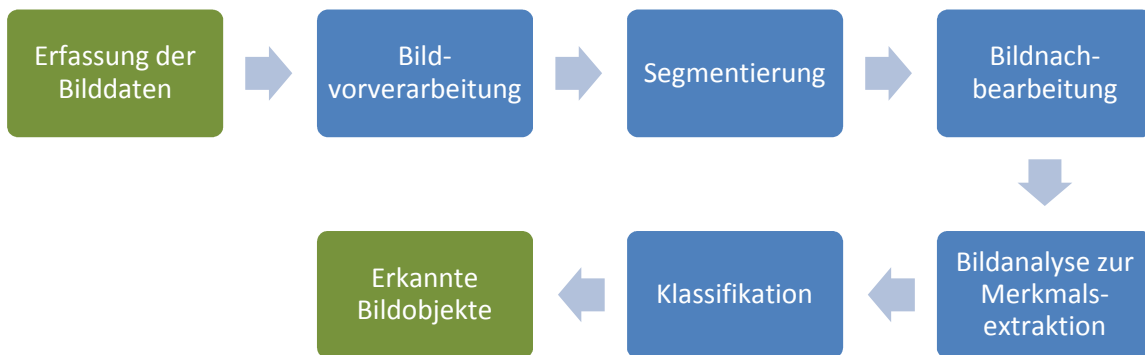 Erfassung der
Bilddaten
Bild-
vorverarbeitung
Segmentierung
Bildnach-
bearbeitung
Bildanalyse zur
Merkmals-
extraktion
Klassifikation
Erkannte
Bildobjekte